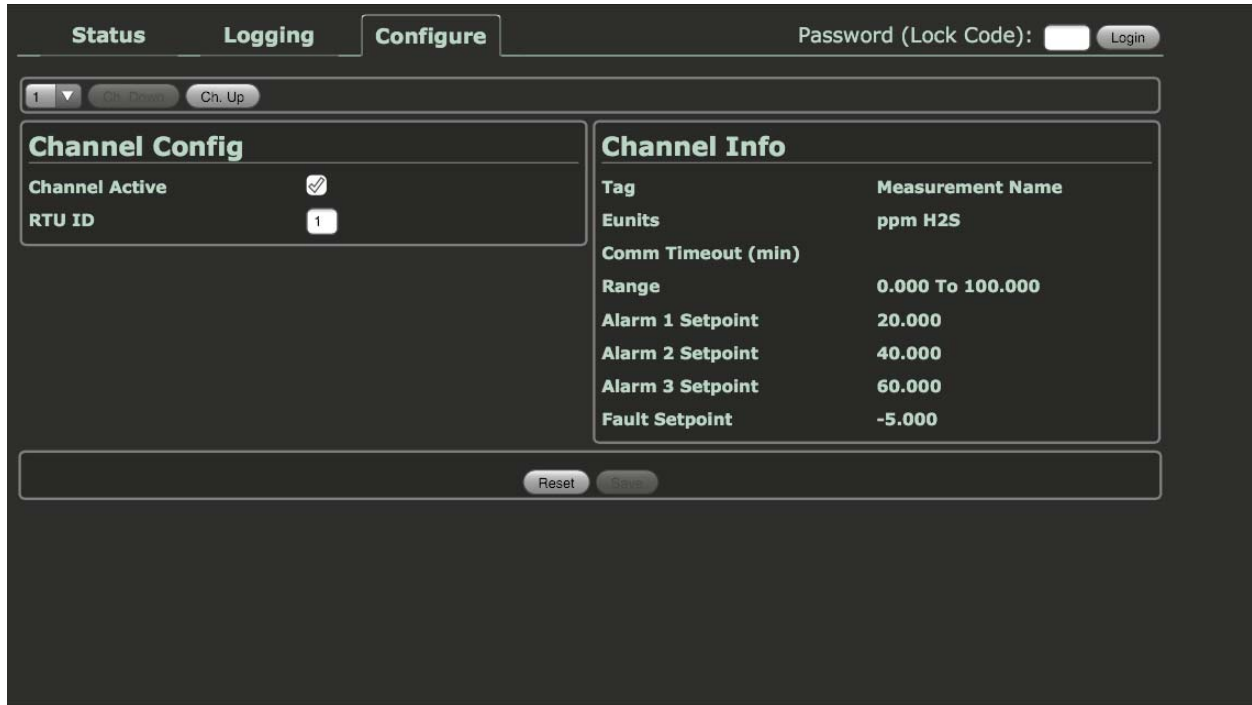 Status Logging Configure Password (Lock Code): Login
1 Ch. Down Ch. Up
Channel Config
Channel Active
RTU ID 1
Channel Info
Tag Measurement Name
Eunits ppm H2S
Comm Timeout (min)
Range 0.000 To 100.000
Alarm 1 Setpoint 20.000
Alarm 2 Setpoint 40.000
Alarm 3 Setpoint 60.000
Fault Setpoint -5.000
Reset Save